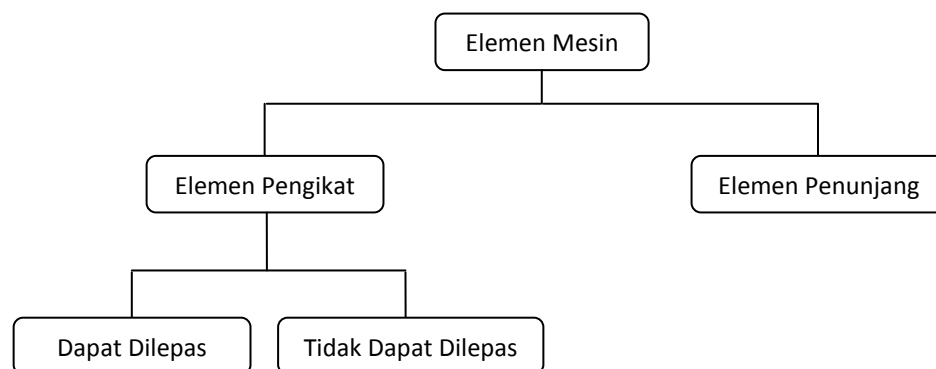 Elemen Mesin
Elemen Pengikat
Elemen Penunjang
Dapat Dilepas
Tidak Dapat Dilepas